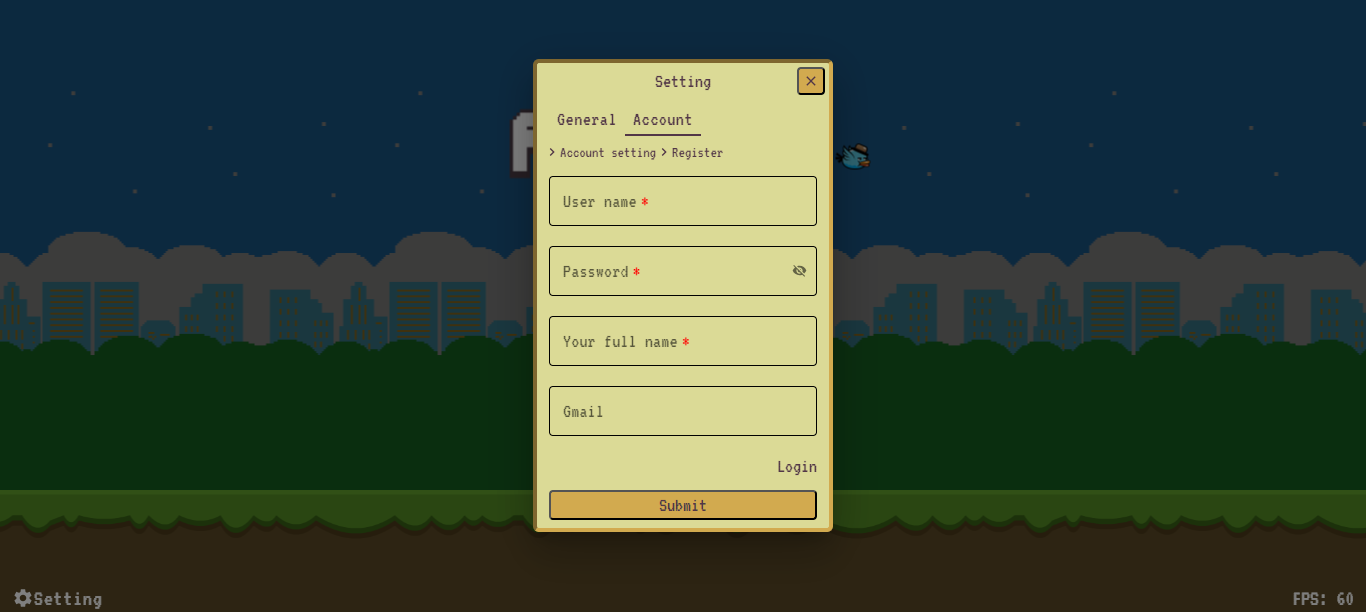 Setting
General Account
Account setting Register
User name *
Password *
Your full name *
Gmail
Login
Submit
Setting
FPS: 60